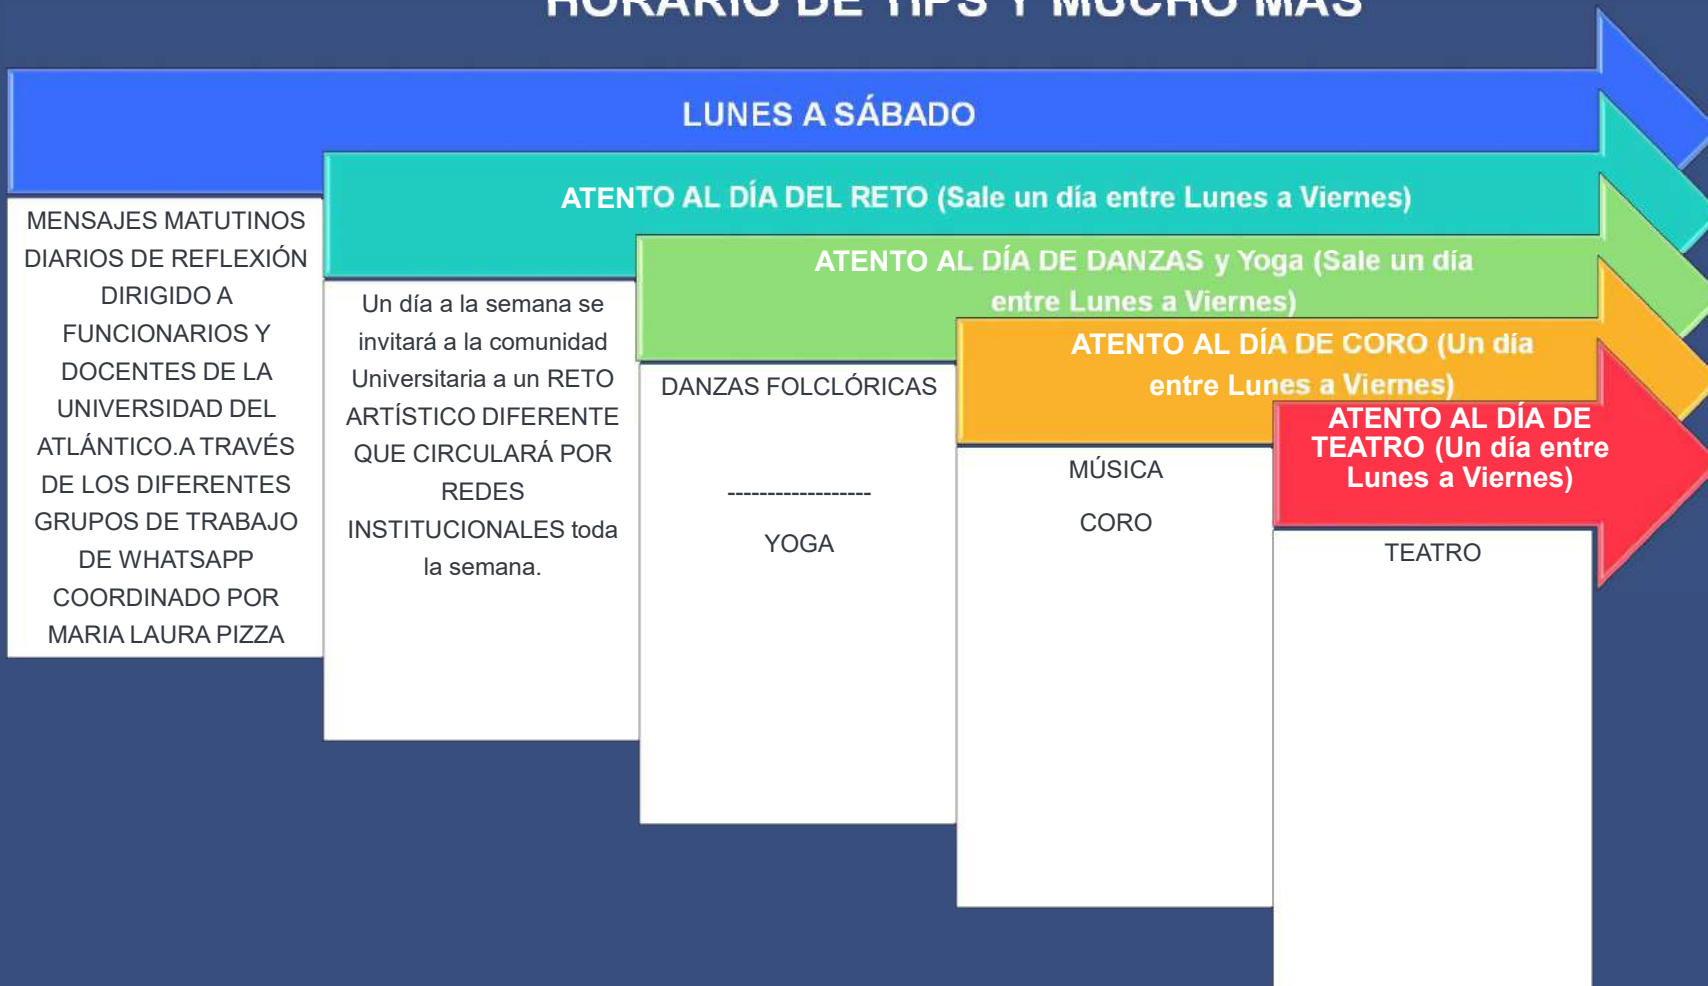 HORARIO DE TIPS Y MUCHO MÁS
LUNES A SÁBADO
MENSAJES MATUTINOS
DIARIOS DE REFLEXIÓN
DIRIGIDO A
FUNCIONARIOS Y
DOCENTES DE LA
UNIVERSIDAD DEL
ATLÁNTICO.A TRAVÉS
DE LOS DIFERENTES
GRUPOS DE TRABAJO
DE WHATSAPP
COORDINADO POR
MARIA LAURA PIZZA
ATENTO AL DÍA DEL RETO (Sale un día entre Lunes a Viernes)
Un día a la semana se
invitará a la comunidad
Universitaria a un RETO
ARTÍSTICO DIFERENTE
QUE CIRCULARÁ POR
REDES
INSTITUCIONALES toda
la semana.
ATENTO AL DÍA DE DANZAS y Yoga (Sale un día
entre Lunes a Viernes)
DANZAS FOLCLÓRICAS
------------------
YOGA
ATENTO AL DÍA DE CORO (Un día
entre Lunes a Viernes)
MÚSICA
CORO
ATENTO AL DÍA DE
TEATRO (Un día entre
Lunes a Viernes)
TEATRO